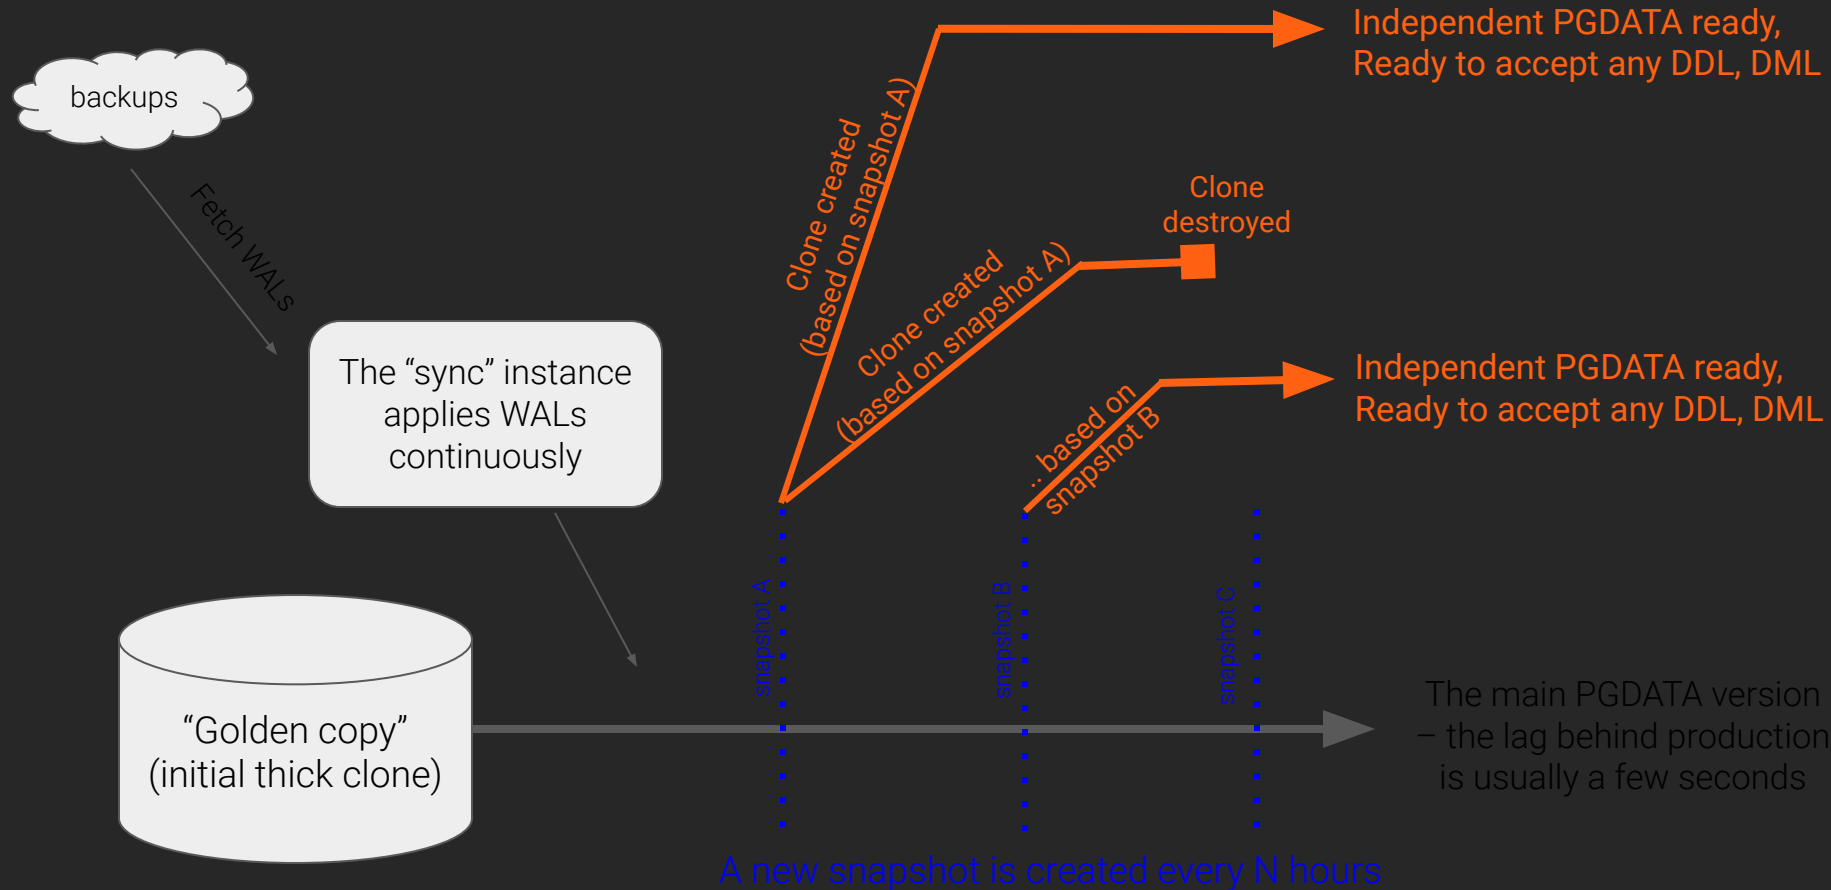 Independent PGDATA ready,
Ready to accept any DDL, DML
backups
Fetch WALs
Clone created
(based on snapshot A)
Clone
destroyed
Clone created
(based on snapshot A)
The “sync” instance
applies WALs
continuously
Independent PGDATA ready,
Ready to accept any DDL, DML
.. based on
snapshot B
snapshot A
snapshot B
snapshot C
“Golden copy”
(initial thick clone)
The main PGDATA version
– the lag behind production
is usually a few seconds
A new snapshot is created every N hours